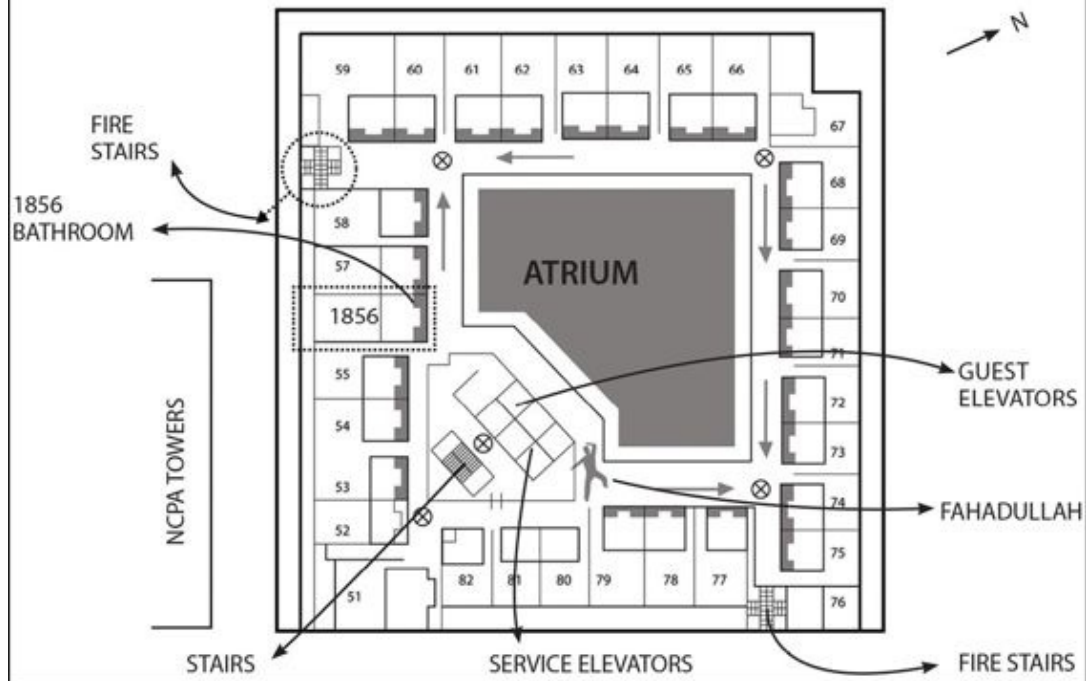 N
59 60 61 62 63 64 65 66
67
FIRE
STAIRS
68
1856
BATHROOM
58
69
57
ATRIUM
70
1856
71
GUEST
ELEVATORS
55
72
54
73
NCPA TOWERS
53
74
FAHADULLAH
52
75
82 81 80 79 78 77
51
76
STAIRS
SERVICE ELEVATORS
FIRE STAIRS